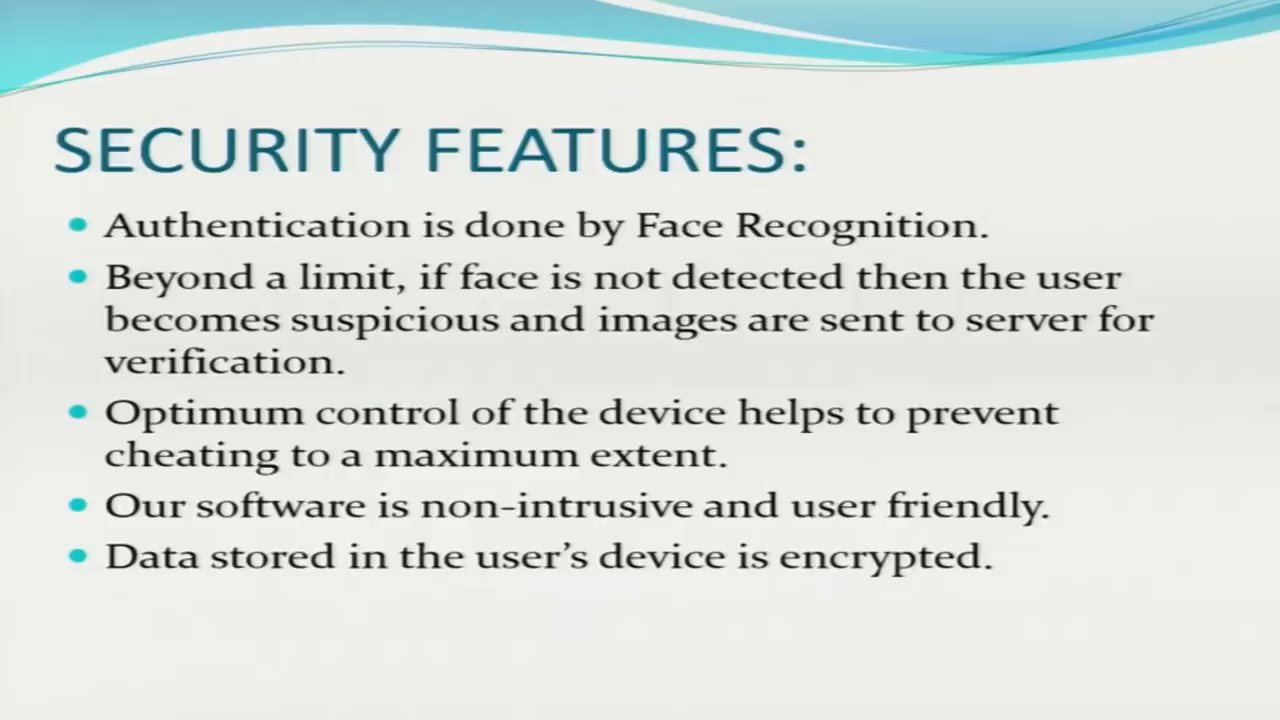 SECURITY FEATURES:
• Authentication is done by Face Recognition.
• Beyond a limit, if face is not detected then the user
becomes suspicious and images are sent to server for
verification.
• Optimum control of the device helps to prevent
cheating to a maximum extent.
• Our software is non-intrusive and user friendly.
• Data stored in the user’s device is encrypted.